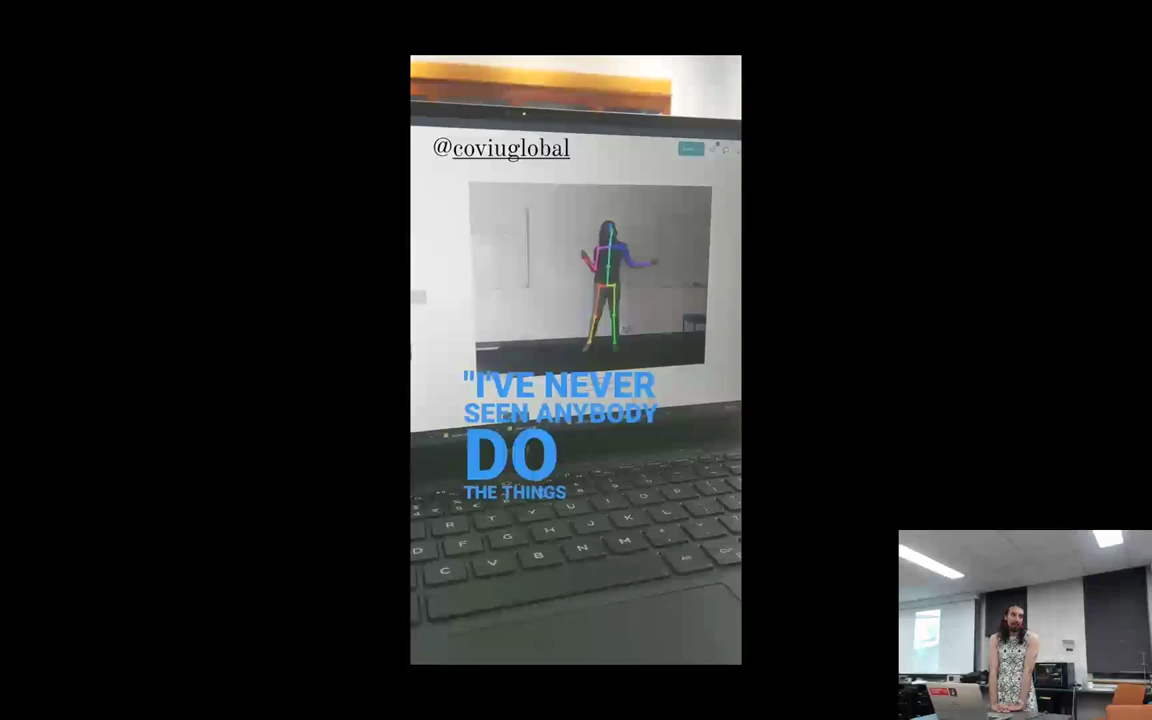 @coviuglobal
"I'VE NEVER
SEEN ANYBODY
DO
THE THINGS
R T Y U I O P
D F G H J K L
C V B N M